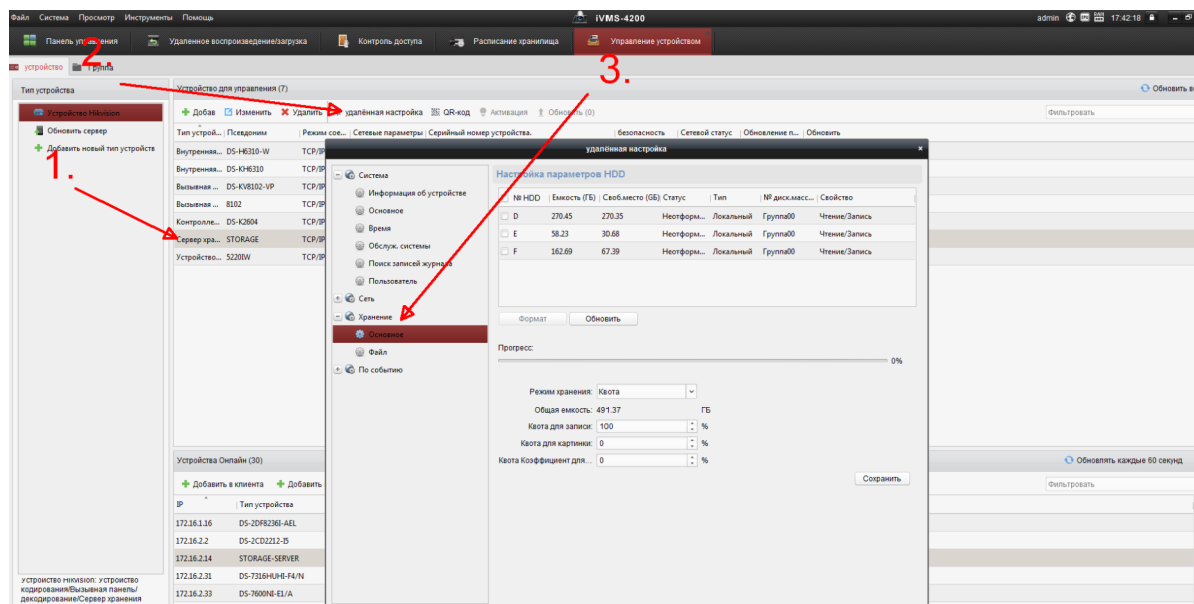 Файл Система Просмотр Инструменты Помощь
iVMS-4200
admin 17:42:18
Панель управления
Удаленное воспроизведение/загрузка
Контроль доступа
Расписание хранилища
Управление устройством
2.
3.
1.
устройство Группа
Тип устройства
Устройство Hikvision
Обновить сервер
Добавить новый тип устройств
Устройство для управления (7)
Обновить в
Добав Изменить Удалить удалённая настройка QR-код Активация Обновить (0)
Фильтровать
Тип устрой... Псевдоним Режим сое... Сетевые параметры Серийный номер устройства. безопасность Сетевой статус Обновление п... Обновить
Внутренняя... DS-H6310-W TCP/IP
Внутренняя... DS-KH6310 TCP/IP
Вызывная ... DS-KV8102-VP TCP/IP
Вызывная ... 8102 TCP/IP
Контролле... DS-K2604 TCP/IP
Сервер хра... STORAGE TCP/IP
Устройство... 5220IW TCP/IP
удалённая настройка
Система
Информация об устройстве
Основное
Время
Обслуж. системы
Поиск записей журнала
Пользователь
Сеть
Хранение
Основное
Файл
По событию
Настройка параметров HDD
№ HDD Емкость (ГБ) Своб.место (GБ) Статус Тип № диск.масс... Свойство
D 270.45 270.35 Неотформ... Локальный Группа00 Чтение/Запись
E 58.23 30.68 Неотформ... Локальный Группа00 Чтение/Запись
F 162.69 67.39 Неотформ... Локальный Группа00 Чтение/Запись
Формат Обновить
Прогресс:
0%
Режим хранения: Квота
Общая емкость: 491.37 ГБ
Квота для записи: 100 %
Квота для картинки: 0 %
Квота Коэффициент для... 0 %
Сохранить
Устройства Онлайн (30)
Обновлять каждые 60 секунд
Добавить в клиента Добавить
Фильтровать
IP Тип устройства
172.16.1.16 DS-2DF8236I-AEL
172.16.2.2 DS-2CD2212-I5
172.16.2.14 STORAGE-SERVER
172.16.2.31 DS-7316HUHI-F4/N
172.16.2.33 DS-7600NI-E1/A
Устройство Hikvision: Устройство
кодирования/Вызывная панель/
декодирование/Сервер хранения